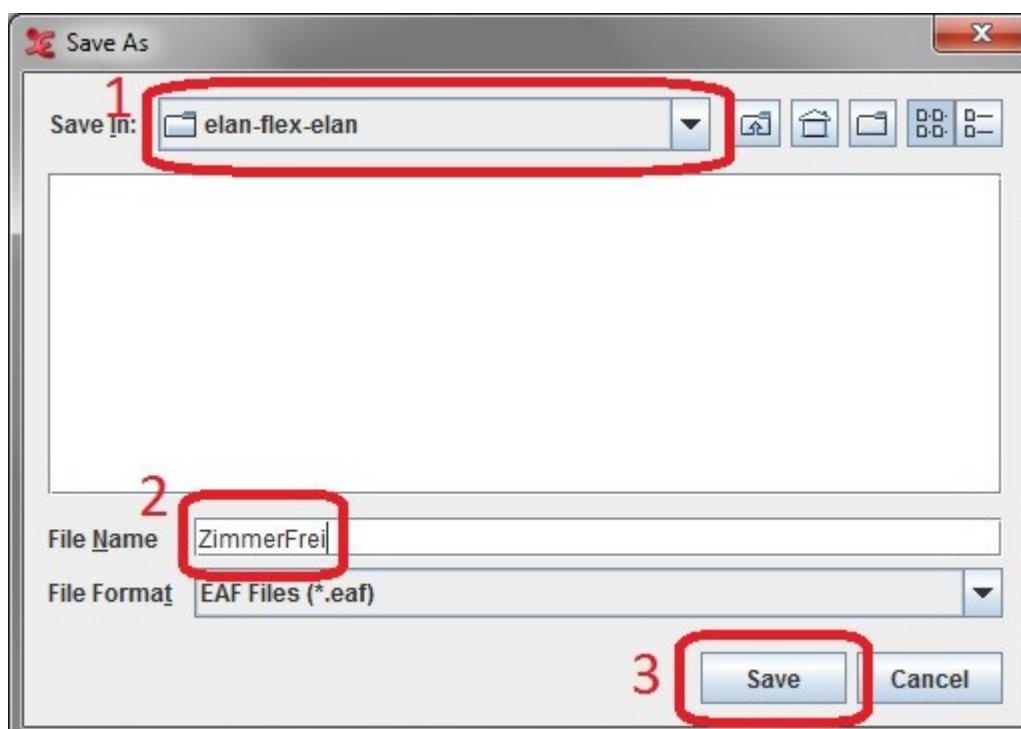 Save As
1
Save In: elan-flex-elan
2
File Name ZimmerFrei
File Format EAF Files (*.eaf)
3 Save Cancel